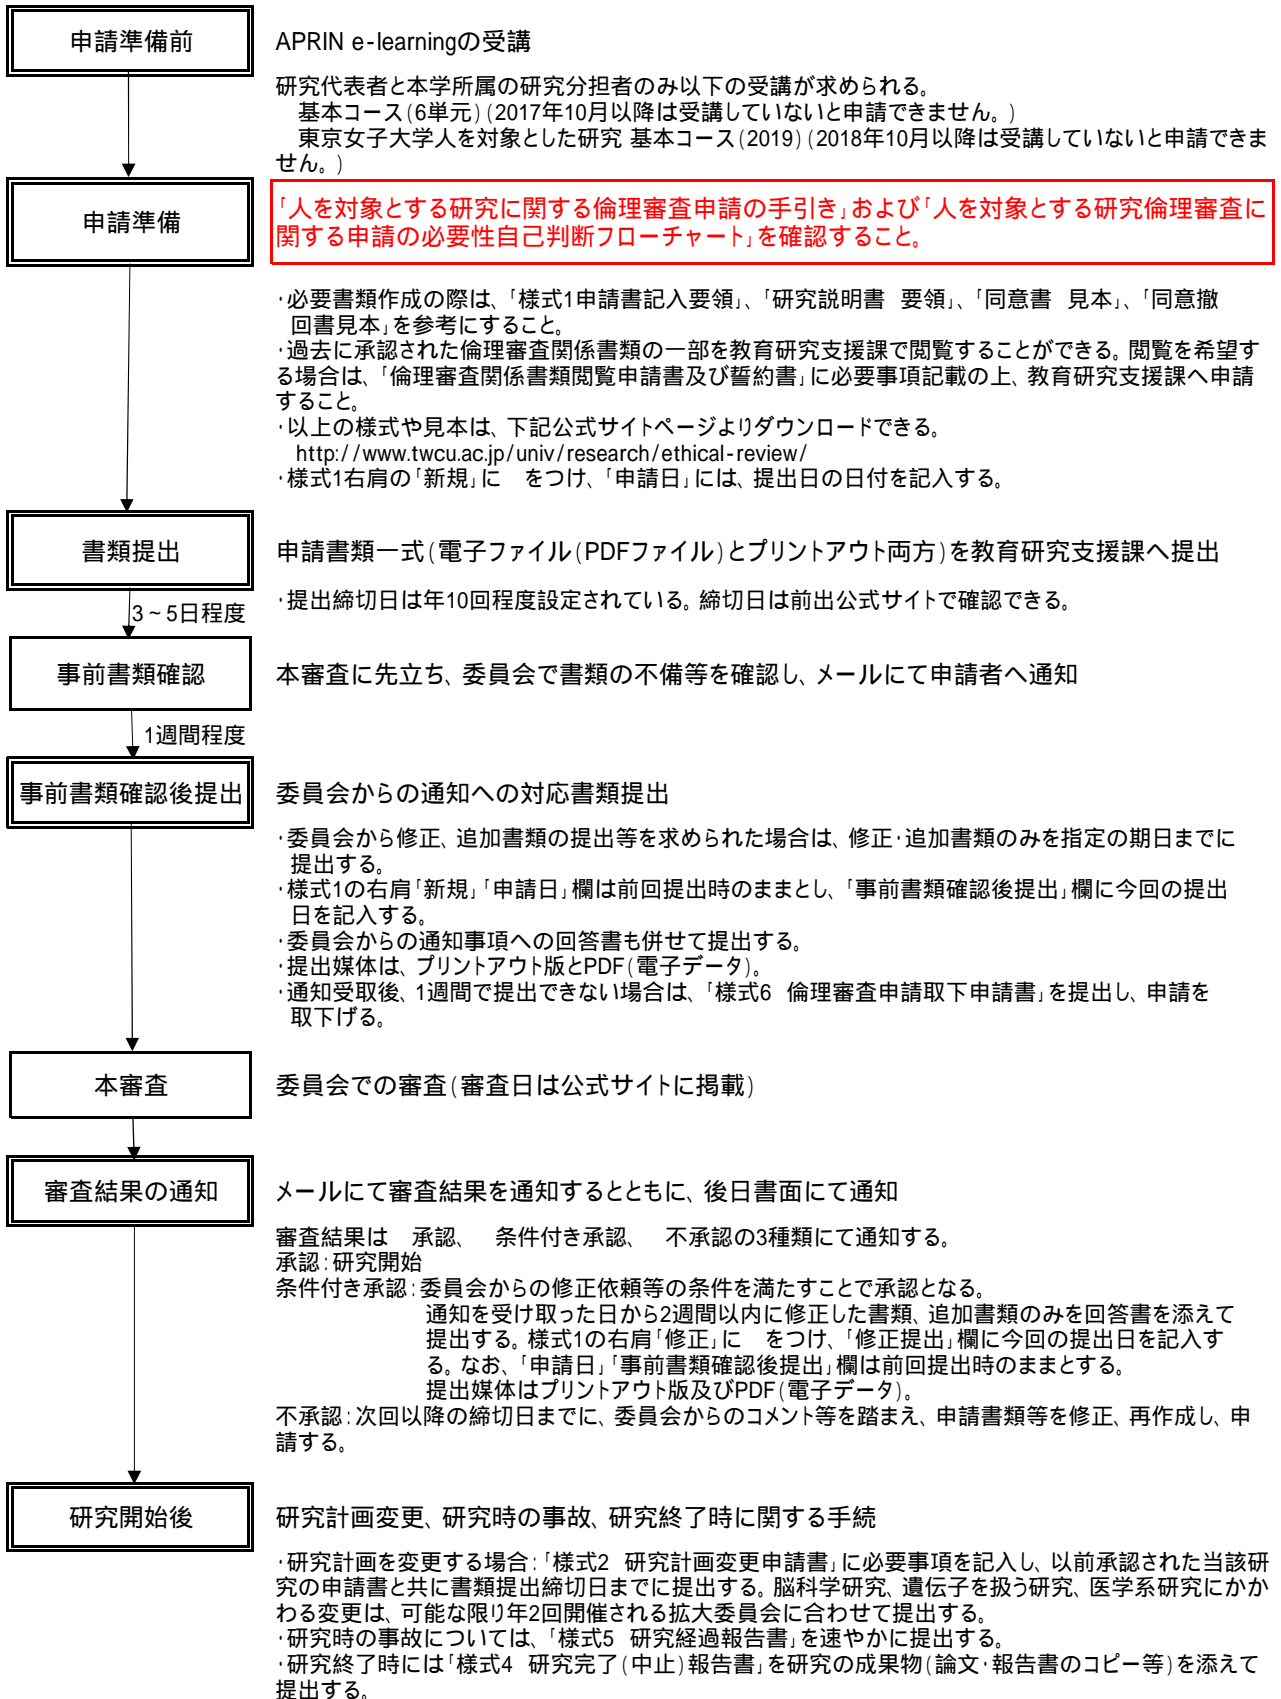 申請準備前
APRIN e-learningの受講
研究代表者と本学所属の研究分担者のみ以下の受講が求められる。
基本コース(6単元)(2017年10月以降は受講していないと申請できません。)
東京女子大学人を対象とした研究 基本コース(2019)(2018年10月以降は受講していないと申請できま
せん。)
申請準備
「人を対象とする研究に関する倫理審査申請の手引き」および「人を対象とする研究倫理審査に
関する申請の必要性自己判断フローチャート」を確認すること。
・必要書類作成の際は、「様式1申請書記入要領」、「研究説明書 要領」、「同意書 見本」、「同意撤
回書見本」を参考にすること。
・過去に承認された倫理審査関係書類の一部を教育研究支援課で閲覧することができる。閲覧を希望す
る場合は、「倫理審査関係書類閲覧申請書及び誓約書」に必要事項記載の上、教育研究支援課へ申請
すること。
・以上の様式や見本は、下記公式サイトページよりダウンロードできる。
http://www.twcu.ac.jp/univ/research/ethical-review/
・様式1右肩の「新規」に をつけ、「申請日」には、提出日の日付を記入する。
書類提出
申請書類一式(電子ファイル(PDFファイル)とプリントアウト両方)を教育研究支援課へ提出
・提出締切日は年10回程度設定されている。締切日は前出公式サイトで確認できる。
3~5日程度
事前書類確認
本審査に先立ち、委員会で書類の不備等を確認し、メールにて申請者へ通知
1週間程度
事前書類確認後提出
委員会からの通知への対応書類提出
・委員会から修正、追加書類の提出等を求められた場合は、修正・追加書類のみを指定の期日までに
提出する。
・様式1の右肩「新規」「申請日」欄は前回提出時のままとし、「事前書類確認後提出」欄に今回の提出
日を記入する。
・委員会からの通知事項への回答書も併せて提出する。
・提出媒体は、プリントアウト版とPDF(電子データ)。
・通知受取後、1週間で提出できない場合は、「様式6 倫理審査申請取下申請書」を提出し、申請を
取下げる。
本審査
委員会での審査(審査日は公式サイトに掲載)
審査結果の通知
メールにて審査結果を通知するとともに、後日書面にて通知
審査結果は 承認、 条件付き承認、 不承認の3種類にて通知する。
承認:研究開始
条件付き承認:委員会からの修正依頼等の条件を満たすことで承認となる。
通知を受け取った日から2週間以内に修正した書類、追加書類のみを回答書を添えて
提出する。様式1の右肩「修正」に をつけ、「修正提出」欄に今回の提出日を記入す
る。なお、「申請日」「事前書類確認後提出」欄は前回提出時のままとする。
提出媒体はプリントアウト版及びPDF(電子データ)。
不承認:次回以降の締切日までに、委員会からのコメント等を踏まえ、申請書類等を修正、再作成し、申
請する。
研究開始後
研究計画変更、研究時の事故、研究終了時に関する手続
・研究計画を変更する場合:「様式2 研究計画変更申請書」に必要事項を記入し、以前承認された当該研
究の申請書と共に書類提出締切日までに提出する。脳科学研究、遺伝子を扱う研究、医学系研究にかか
わる変更は、可能な限り年2回開催される拡大委員会に合わせて提出する。
・研究時の事故については、「様式5 研究経過報告書」を速やかに提出する。
・研究終了時には「様式4 研究完了(中止)報告書」を研究の成果物(論文・報告書のコピー等)を添えて
提出する。